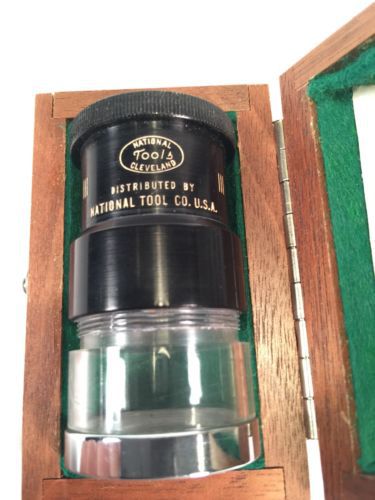 NATIONAL
Tools
CLEVELAND
DISTRIBUTED BY
NATIONAL TOOL CO. U.S.A.